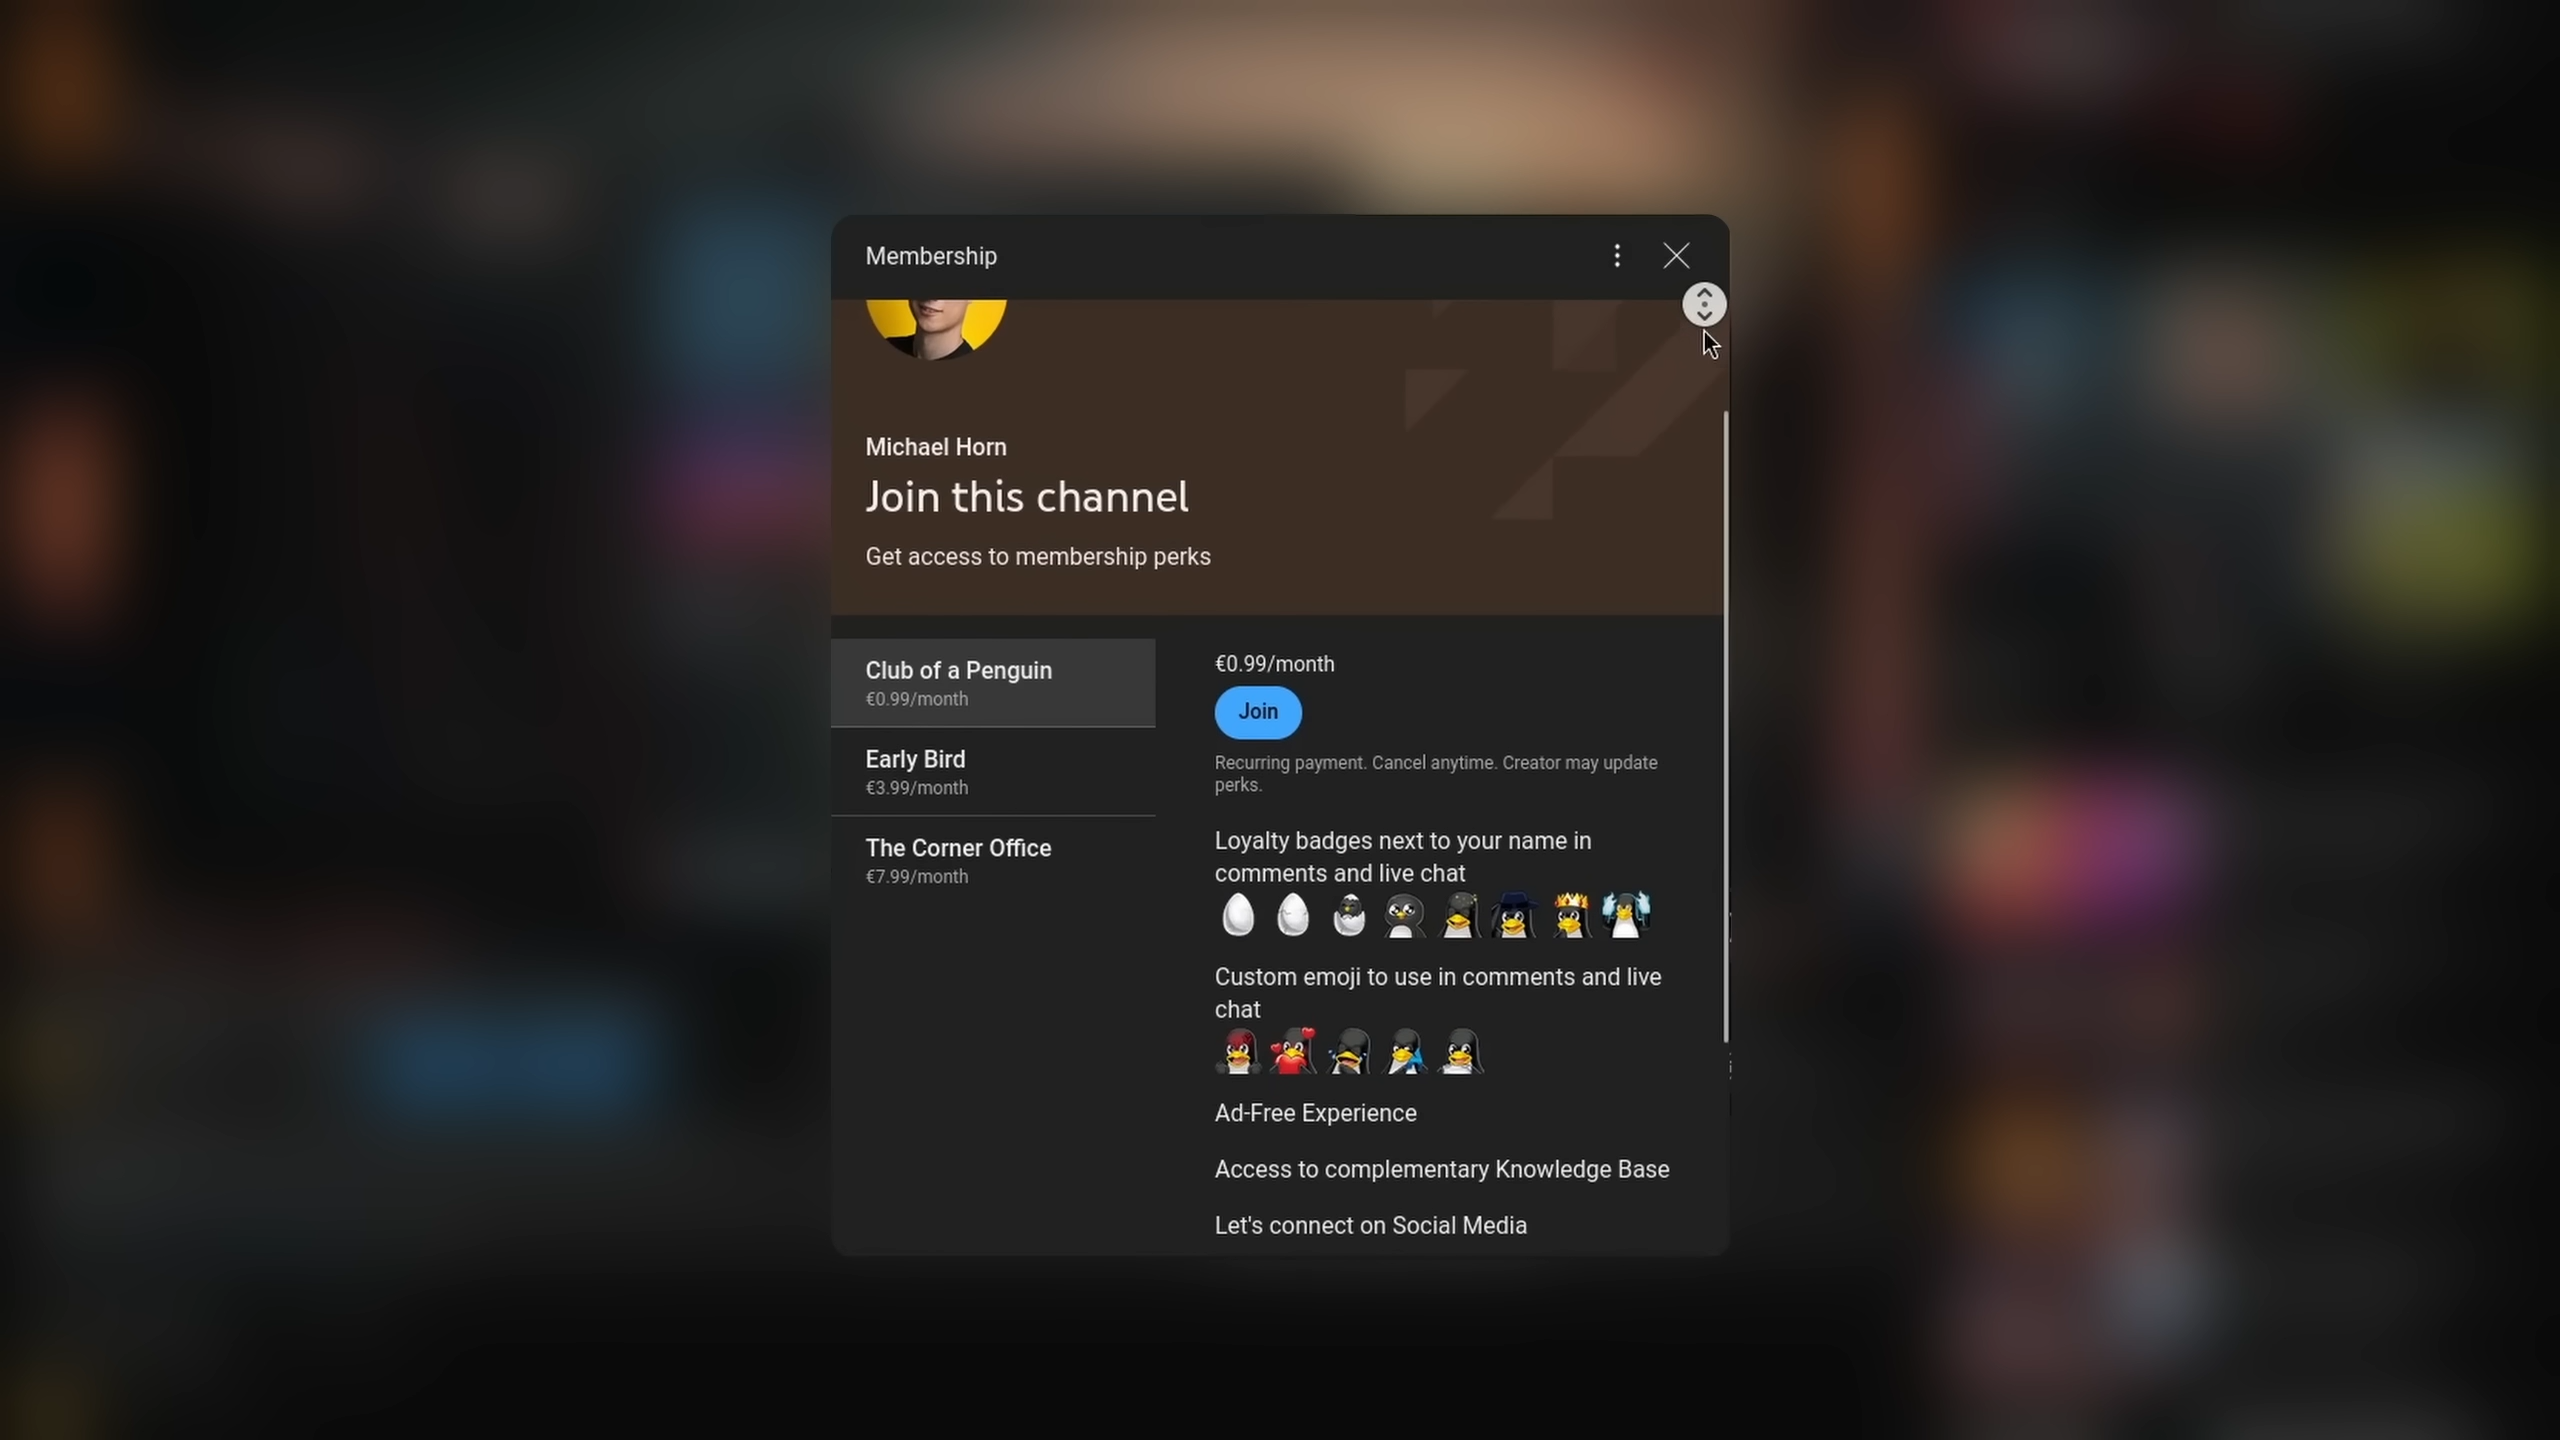 Membership
Michael Horn
Join this channel
Get access to membership perks
Club of a Penguin
€0.99/month
Early Bird
€3.99/month
The Corner Office
€7.99/month
€0.99/month
Join
Recurring payment. Cancel anytime. Creator may update
perks.
Loyalty badges next to your name in
comments and live chat
Custom emoji to use in comments and live
chat
Ad-Free Experience
Access to complementary Knowledge Base
Let's connect on Social Media